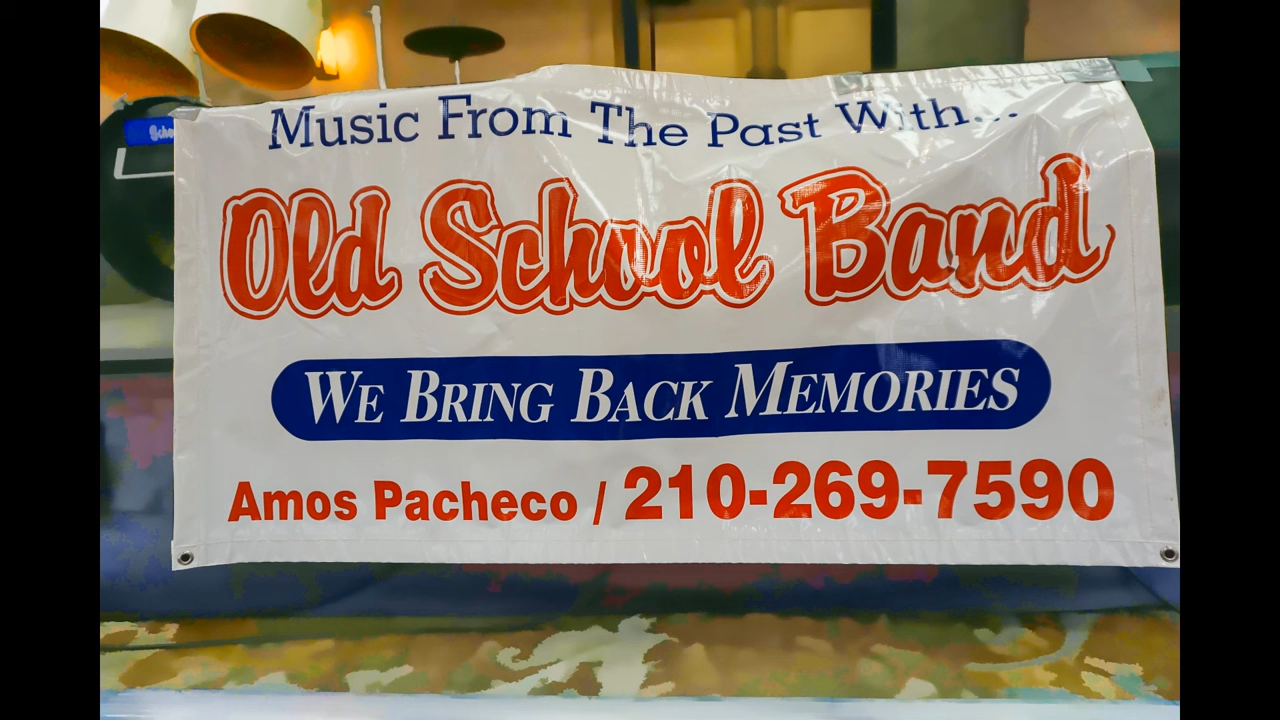 Music From The Past With...
Old School Band
WE BRING BACK MEMORIES
Amos Pacheco / 210-269-7590